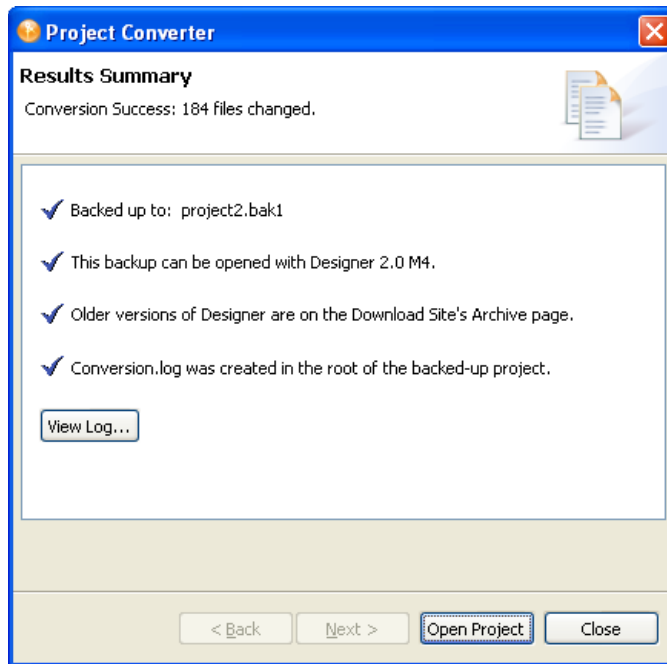 Project Converter
Results Summary
Conversion Success: 184 files changed.
Backed up to: project2.bak1
This backup can be opened with Designer 2.0 M4.
Older versions of Designer are on the Download Site's Archive page.
Conversion.log was created in the root of the backed-up project.
View Log...
< Back Next > Open Project Close